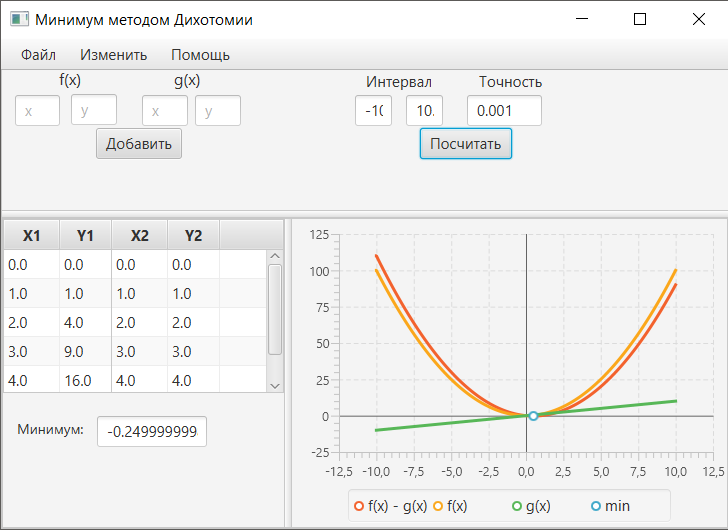 Минимум методом Дихотомии
Файл Изменить Помощь
f(x) g(x) Интервал Точность
x y x y -10 10. 0.001
Добавить Посчитать
X1 Y1 X2 Y2
0.0 0.0 0.0 0.0
1.0 1.0 1.0 1.0
2.0 4.0 2.0 2.0
3.0 9.0 3.0 3.0
4.0 16.0 4.0 4.0
Минимум: -0.249999999
125
100
75
50
25
0
-25
-12,5 -10,0 -7,5 -5,0 -2,5 0,0 2,5 5,0 7,5 10,0 12,5
f(x) - g(x) f(x) g(x) min